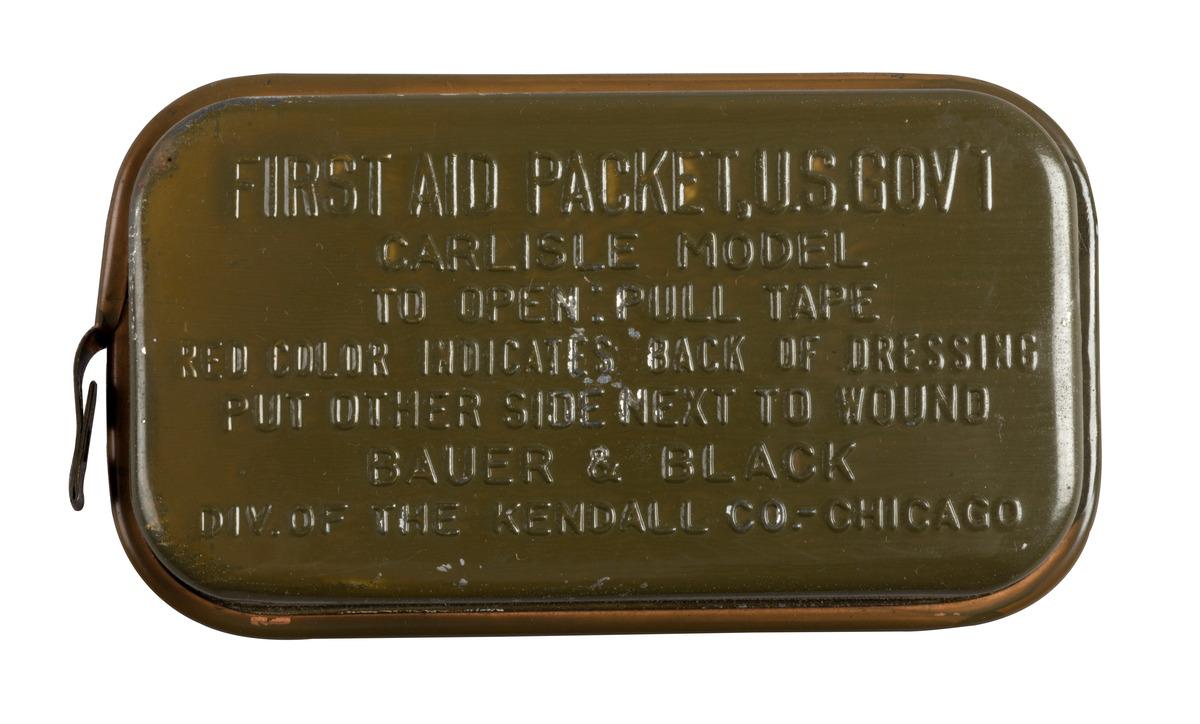 FIRST AID PACKET, U.S. GOV'T
CARLISLE MODEL
TO OPEN: PULL TAPE
RED COLOR INDICATES BACK OF DRESSING
PUT OTHER SIDE NEXT TO WOUND
BAUER & BLACK
DIV. OF THE KENDALL CO.-CHICAGO